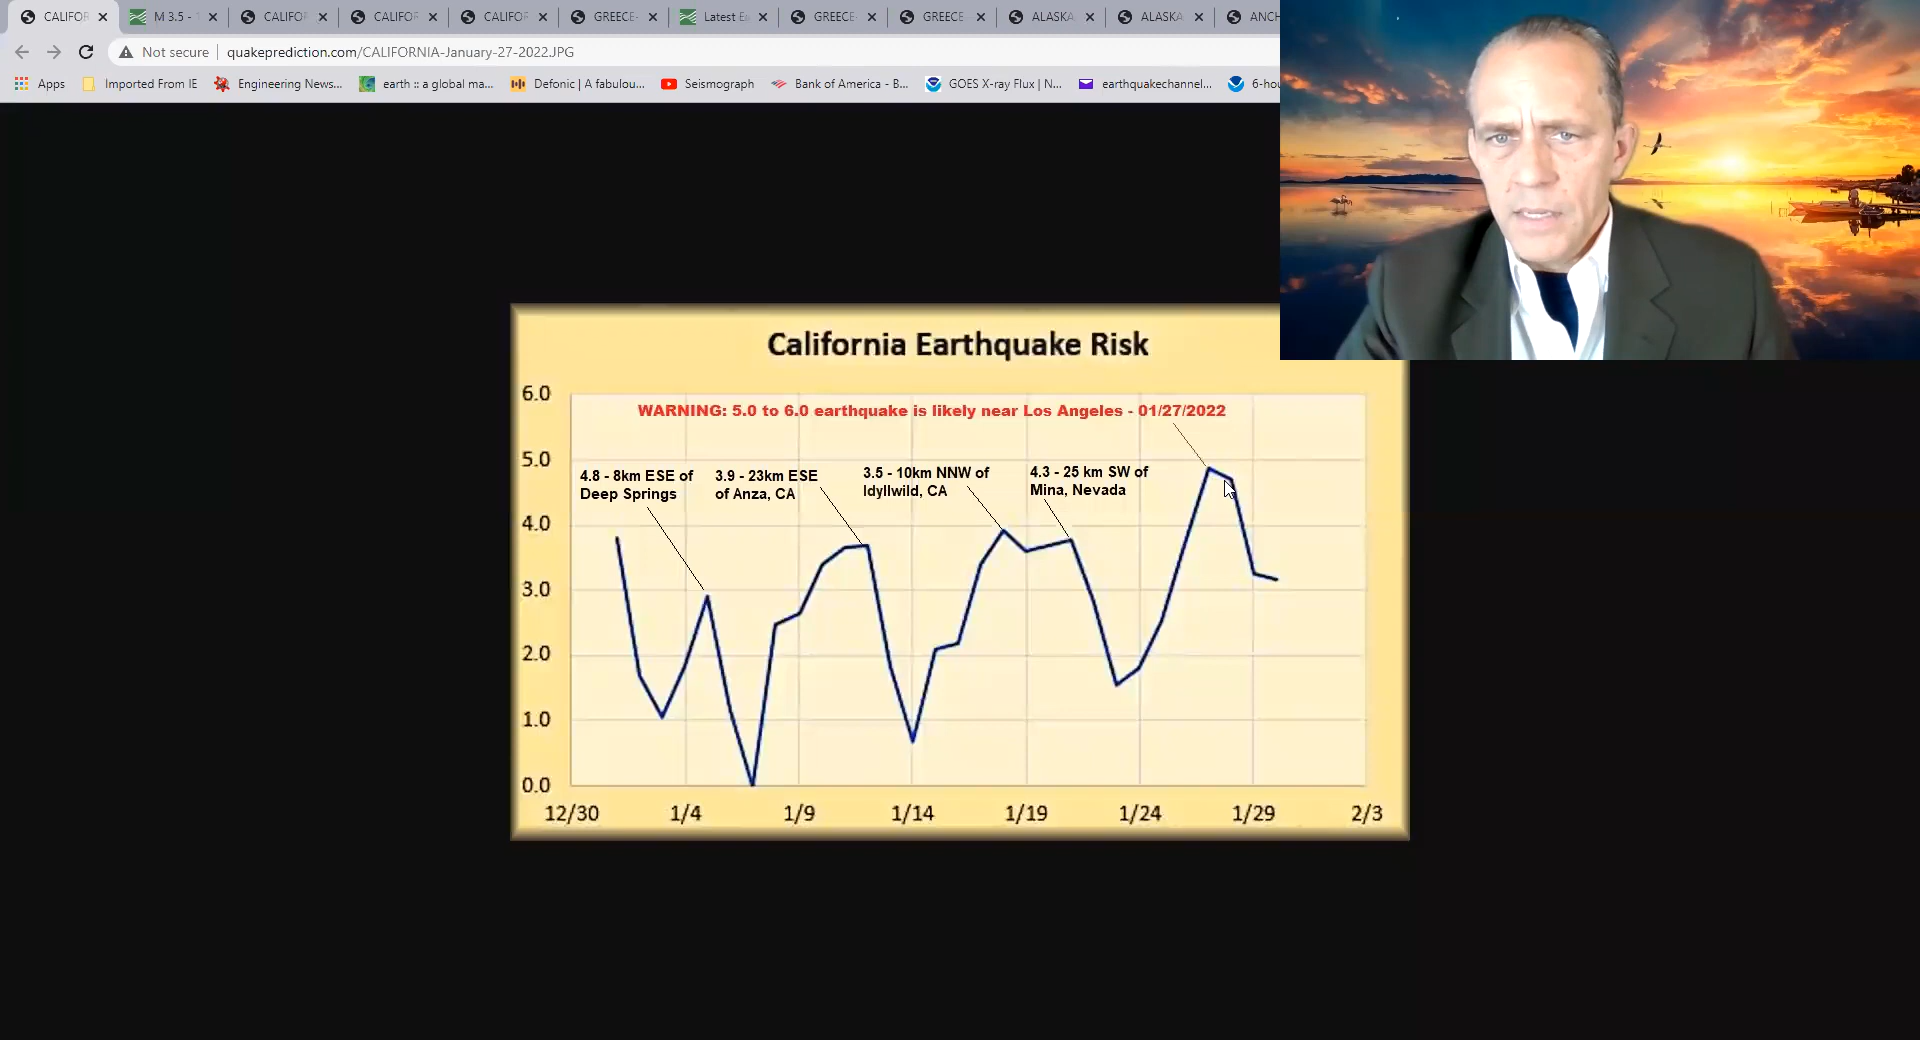 CALIFOR
M 3.5 -
CALIFO
CALIFO
CALIFO
GREECE-
Latest Ea
GREECE
GREECE
ALASKA
ALASKA
ANCH
Not secure
quakeprediction.com/CALIFORNIA-January-27-2022.JPG
Apps
Imported From IE
Engineering News...
earth :: a global ma...
Defonic | A fabulou...
Seismograph
Bank of America - B...
GOES X-ray Flux | N...
earthquakechannel...
6-hou
California Earthquake Risk
6.0
WARNING: 5.0 to 6.0 earthquake is likely near Los Angeles - 01/27/2022
5.0
4.8 - 8km ESE of
Deep Springs
3.9 - 23km ESE
of Anza, CA
3.5 - 10km NNW of
Idyllwild, CA
4.3 - 25 km SW of
Mina, Nevada
4.0
3.0
2.0
1.0
0.0
12/30
1/4
1/9
1/14
1/19
1/24
1/29
2/3